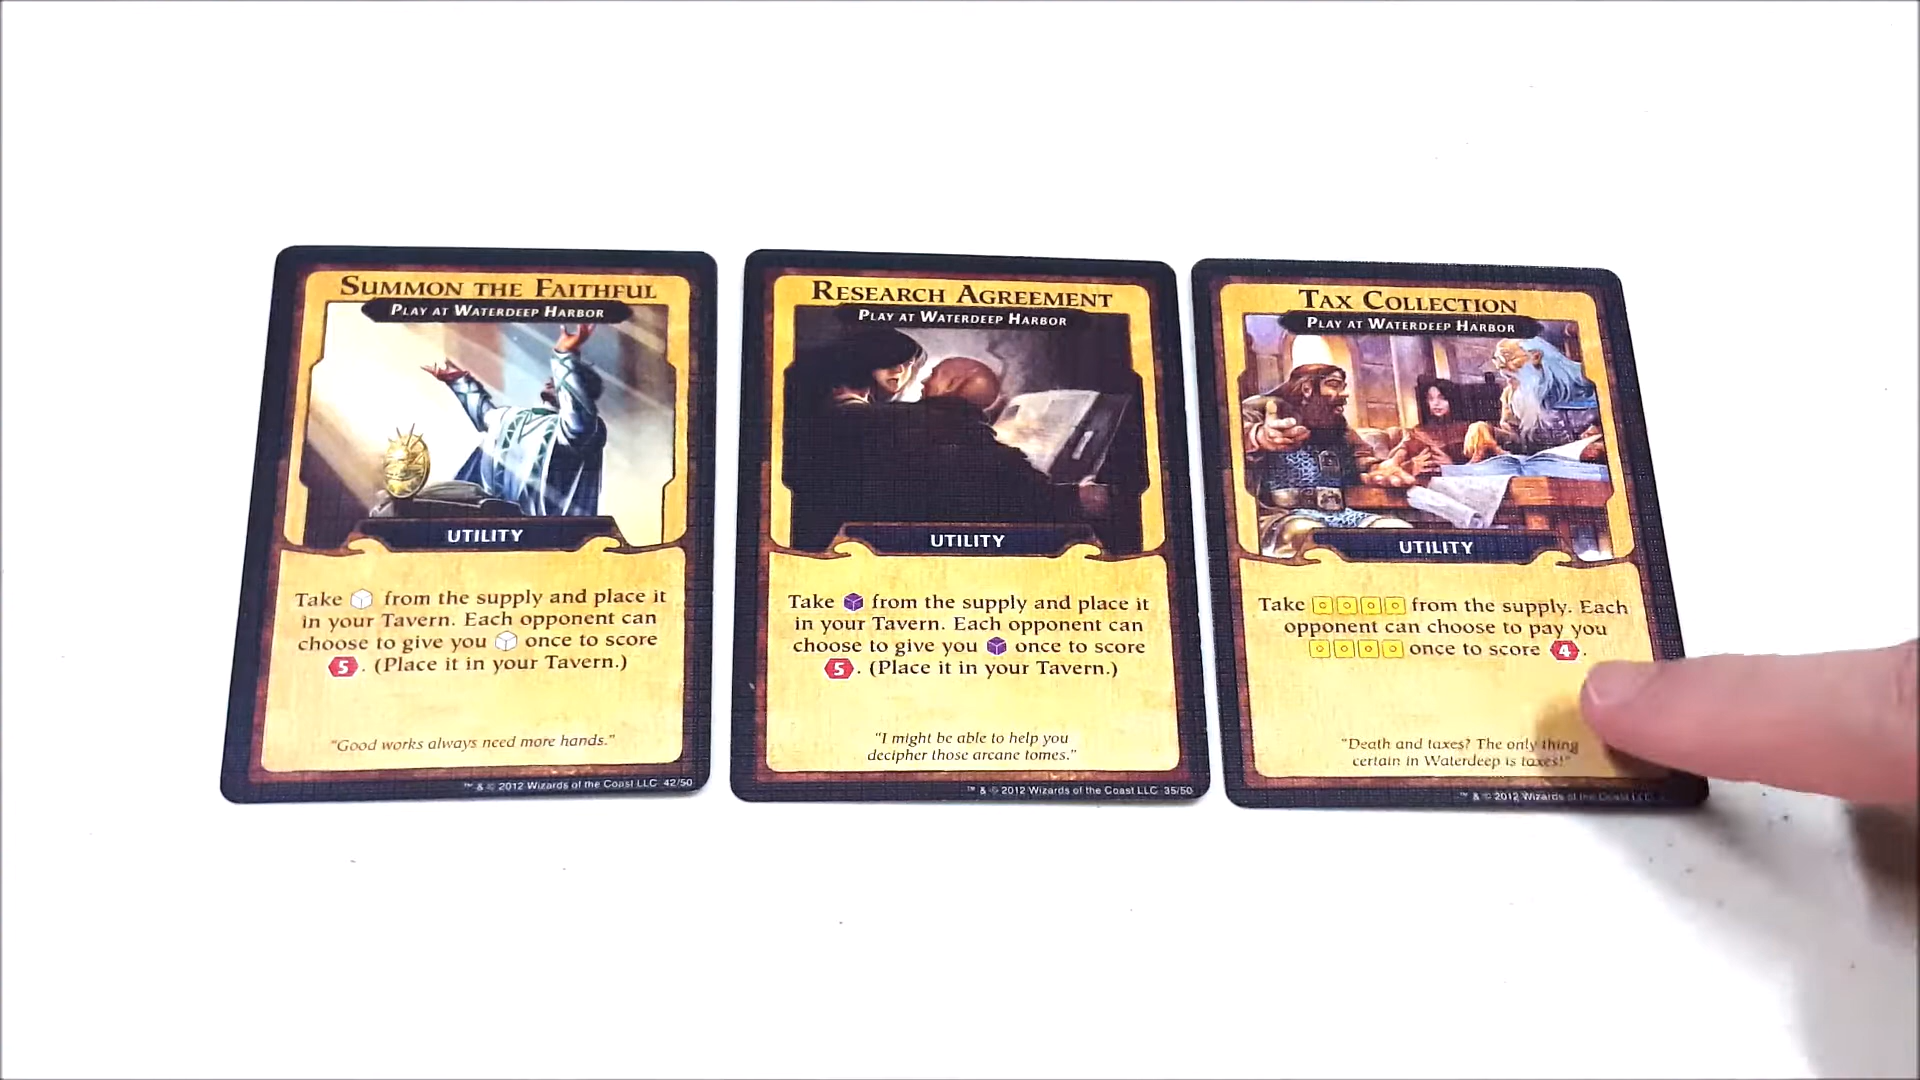 SUMMON THE FAITHFUL
PLAY AT WATERDEEP HARBOR
UTILITY
Take from the supply and place it
in your Tavern. Each opponent can
choose to give you once to score
5. (Place it in your Tavern.)
"Good works always need more hands."
™ & © 2012 Wizards of the Coast LLC 42/50
RESEARCH AGREEMENT
PLAY AT WATERDEEP HARBOR
UTILITY
Take from the supply and place it
in your Tavern. Each opponent can
choose to give you once to score
5. (Place it in your Tavern.)
"I might be able to help you
decipher those arcane tomes."
™ & © 2012 Wizards of the Coast LLC 35/50
TAX COLLECTION
PLAY AT WATERDEEP HARBOR
UTILITY
Take from the supply. Each
opponent can choose to pay you
once to score 4.
"Death and taxes? The only thing
certain in Waterdeep is taxes!"
™ & © 2012 Wizards of the Coast LLC